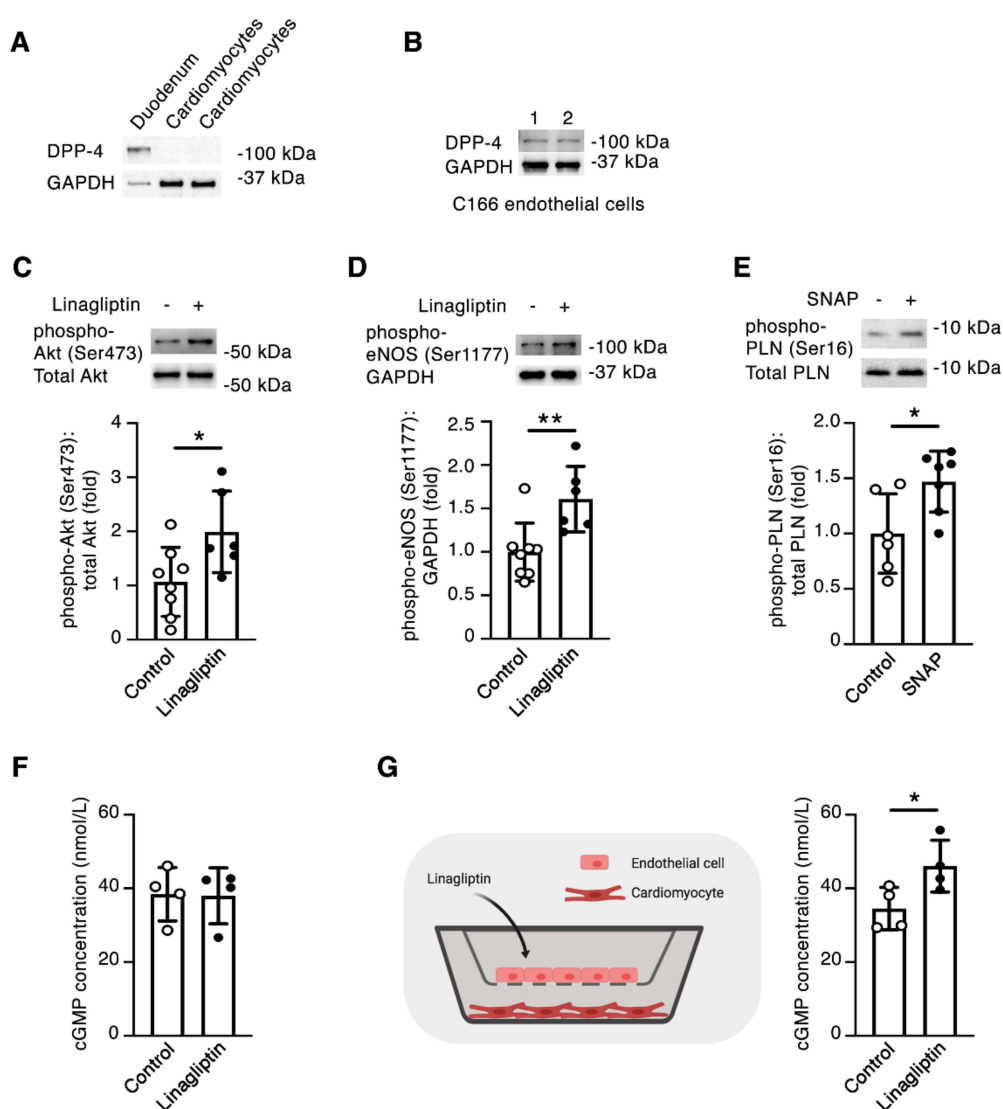 A
Duodenum
Cardiomyocytes
Cardiomyocytes
DPP-4
-100 kDa
GAPDH
-37 kDa
B
1 2
DPP-4
-100 kDa
GAPDH
-37 kDa
C166 endothelial cells
C
Linagliptin - +
phospho-
Akt (Ser473)
-50 kDa
Total Akt
-50 kDa
phospho-Akt (Ser473):
total Akt (fold)
4
3
2
1
0
*
Control
Linagliptin
D
Linagliptin - +
phospho-
eNOS (Ser1177)
-100 kDa
GAPDH
-37 kDa
phospho-eNOS (Ser1177):
GAPDH (fold)
2.5
2.0
1.5
1.0
0.5
0
**
Control
Linagliptin
E
SNAP - +
phospho-
PLN (Ser16)
-10 kDa
Total PLN
-10 kDa
phospho-PLN (Ser16):
total PLN (fold)
2.0
1.5
1.0
0.5
0
*
Control
SNAP
F
cGMP concentration (nmol/L)
60
40
20
0
Control
Linagliptin
G
Linagliptin
Endothelial cell
Cardiomyocyte
cGMP concentration (nmol/L)
60
40
20
0
*
Control
Linagliptin